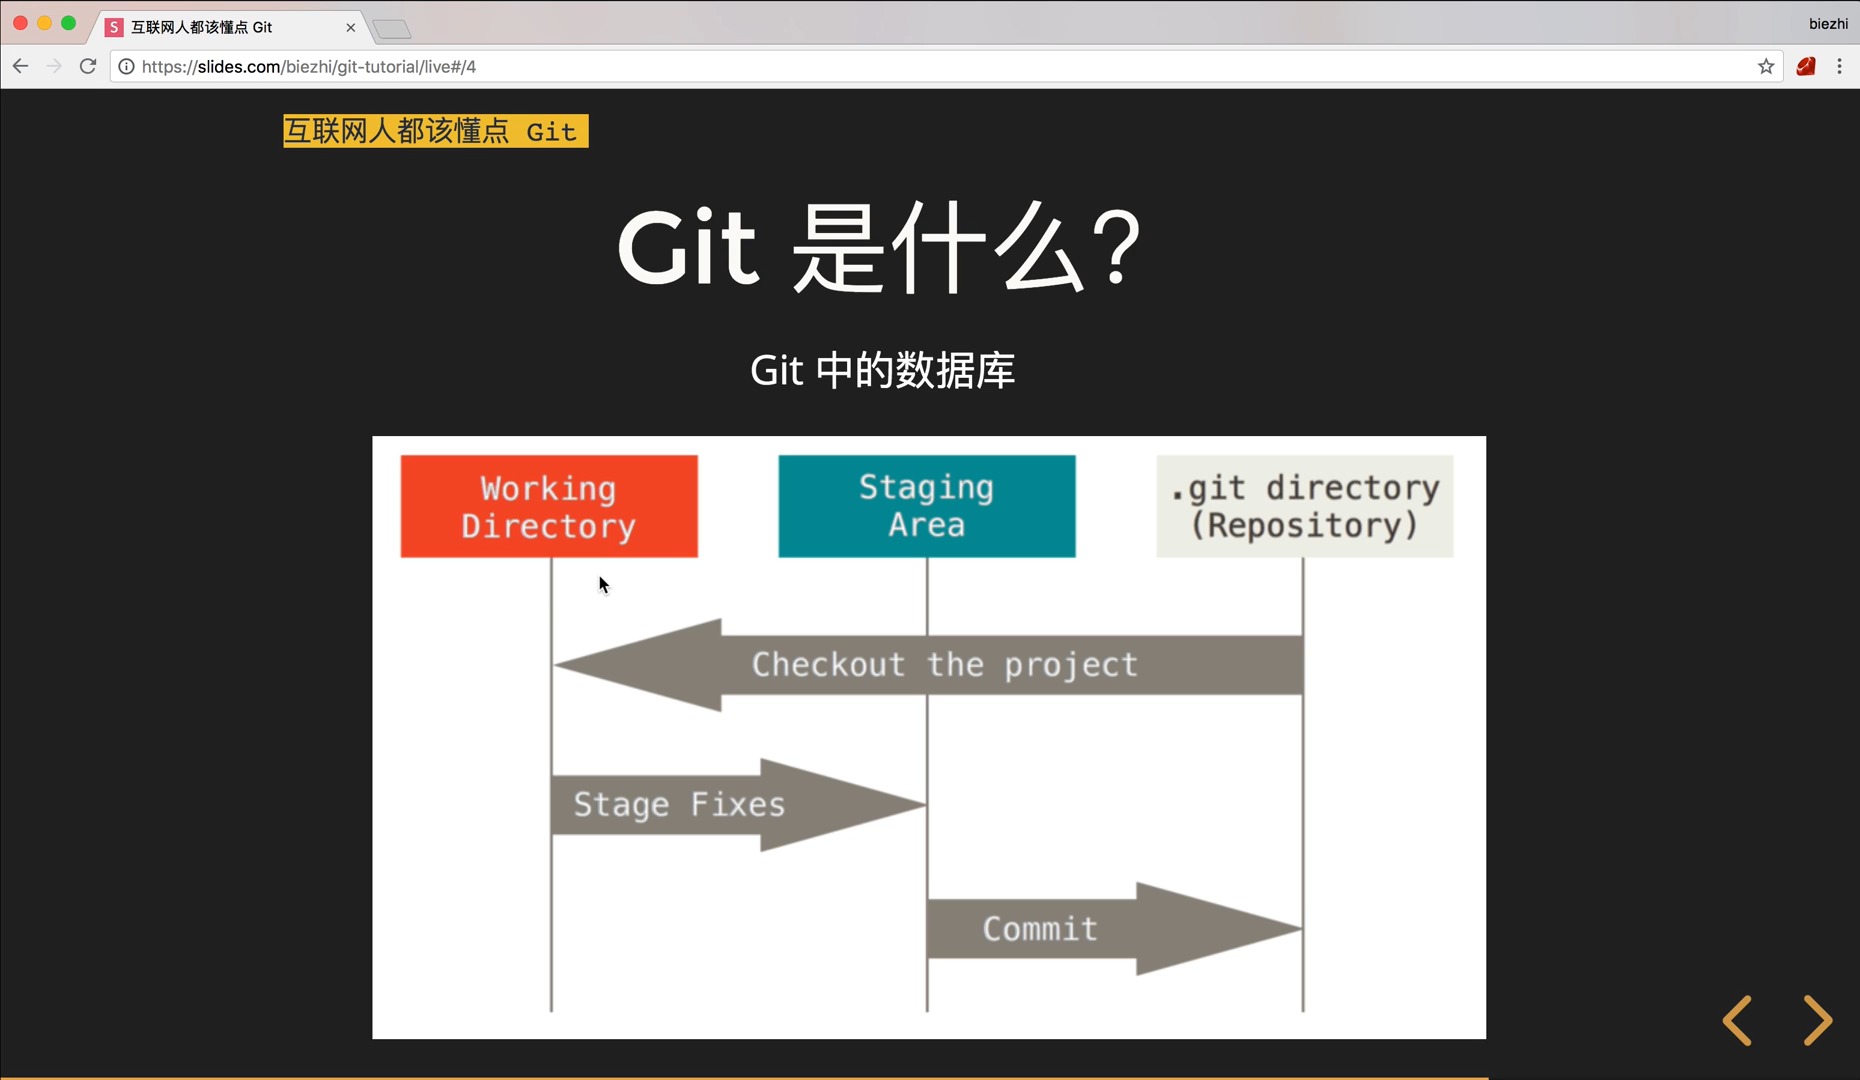 互联网人都该懂点 Git
biezhi
https://slides.com/biezhi/git-tutorial/live#/4
互联网人都该懂点 Git
Git 是什么?
Git 中的数据库
Working
Directory
Staging
Area
.git directory
(Repository)
Checkout the project
Stage Fixes
Commit